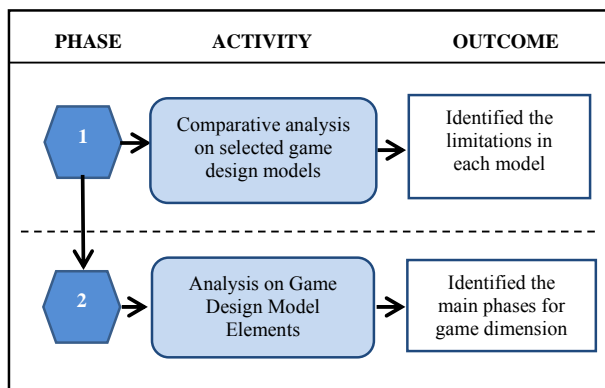 PHASE ACTIVITY OUTCOME
1
Comparative analysis
on selected game
design models
Identified the
limitations in
each model
2
Analysis on Game
Design Model
Elements
Identified the
main phases for
game dimension